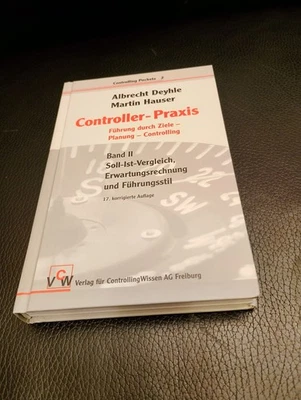 Controlling Pockets 2
Albrecht Deyhle
Martin Hauser
Controller-Praxis
Führung durch Ziele –
Planung – Controlling
Band II
Soll-Ist-Vergleich,
Erwartungsrechnung
und Führungsstil
17. korrigierte Auflage
SW
VCW
Verlag für ControllingWissen AG Freiburg